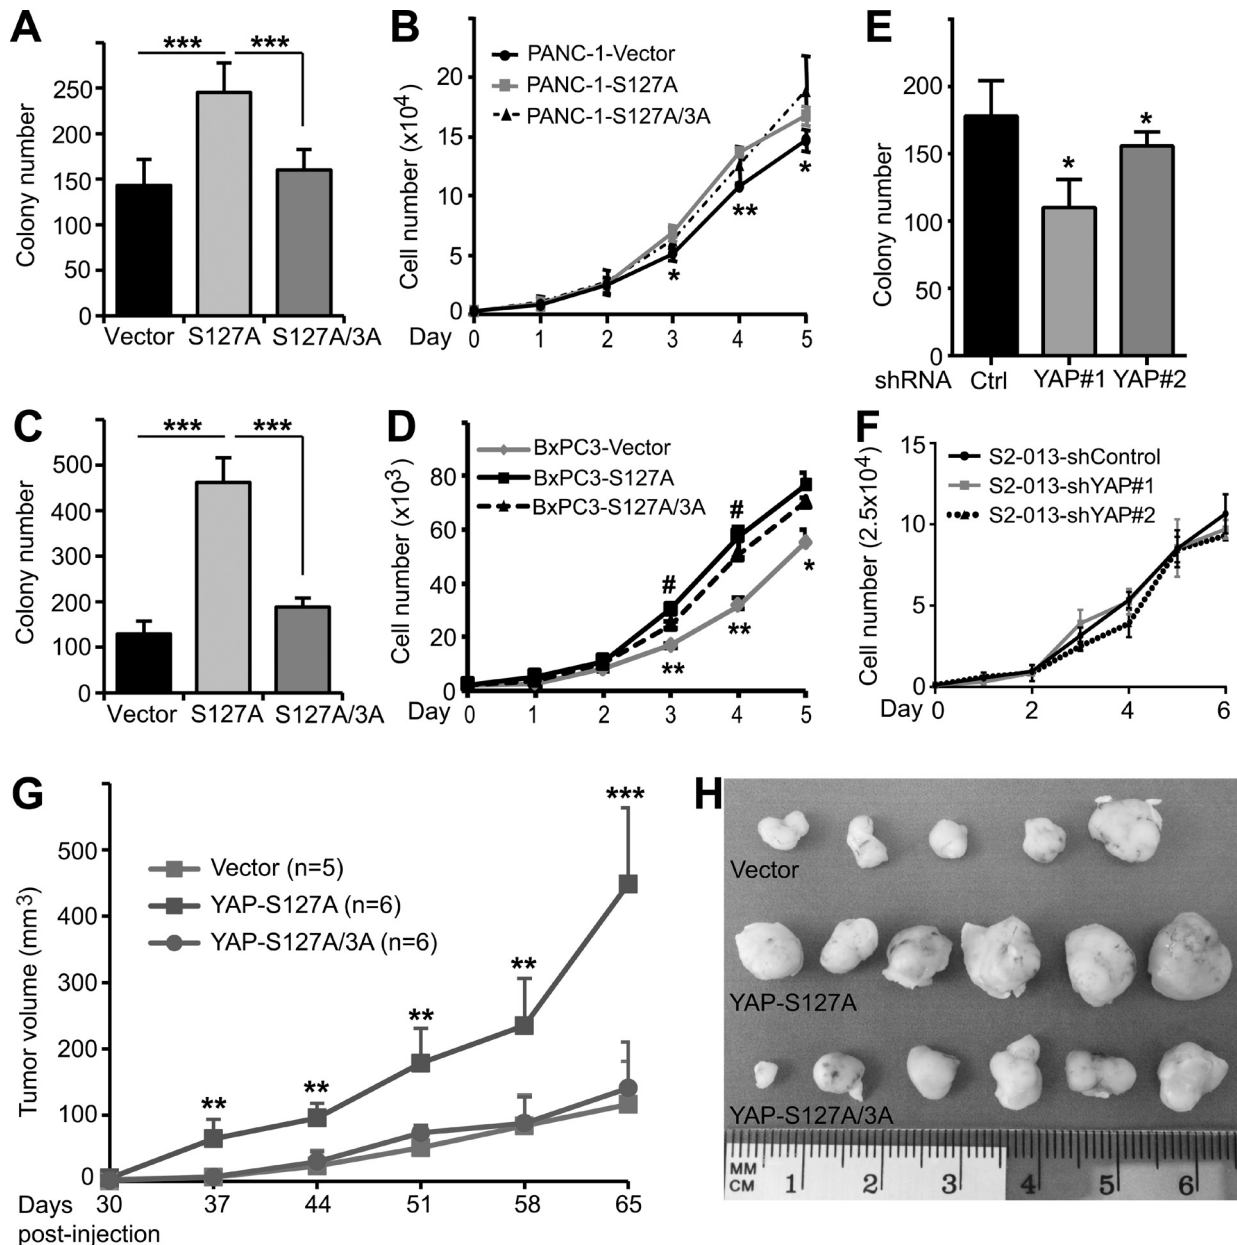 A
***
***
Colony number
250
200
150
100
50
0
Vector
S127A
S127A/3A
B
PANC-1-Vector
PANC-1-S127A
PANC-1-S127A/3A
Cell number (x10⁴)
20
15
10
5
0
*
**
*
Day
0 1 2 3 4 5
E
Colony number
200
150
100
50
0
*
*
shRNA Ctrl YAP#1 YAP#2
C
***
***
Colony number
500
400
300
200
100
0
Vector
S127A
S127A/3A
D
BxPC3-Vector
BxPC3-S127A
BxPC3-S127A/3A
Cell number (x10³)
80
60
40
20
0
#
#
**
**
*
Day
0 1 2 3 4 5
F
S2-013-shControl
S2-013-shYAP#1
S2-013-shYAP#2
Cell number (2.5x10⁴)
15
10
5
0
Day
0 2 4 6
G
Vector (n=5)
YAP-S127A (n=6)
YAP-S127A/3A (n=6)
Tumor volume (mm³)
500
400
300
200
100
0
**
**
**
**
***
Days
post-injection
30 37 44 51 58 65
H
Vector
YAP-S127A
YAP-S127A/3A
MM
CM
1 2 3 4 5 6